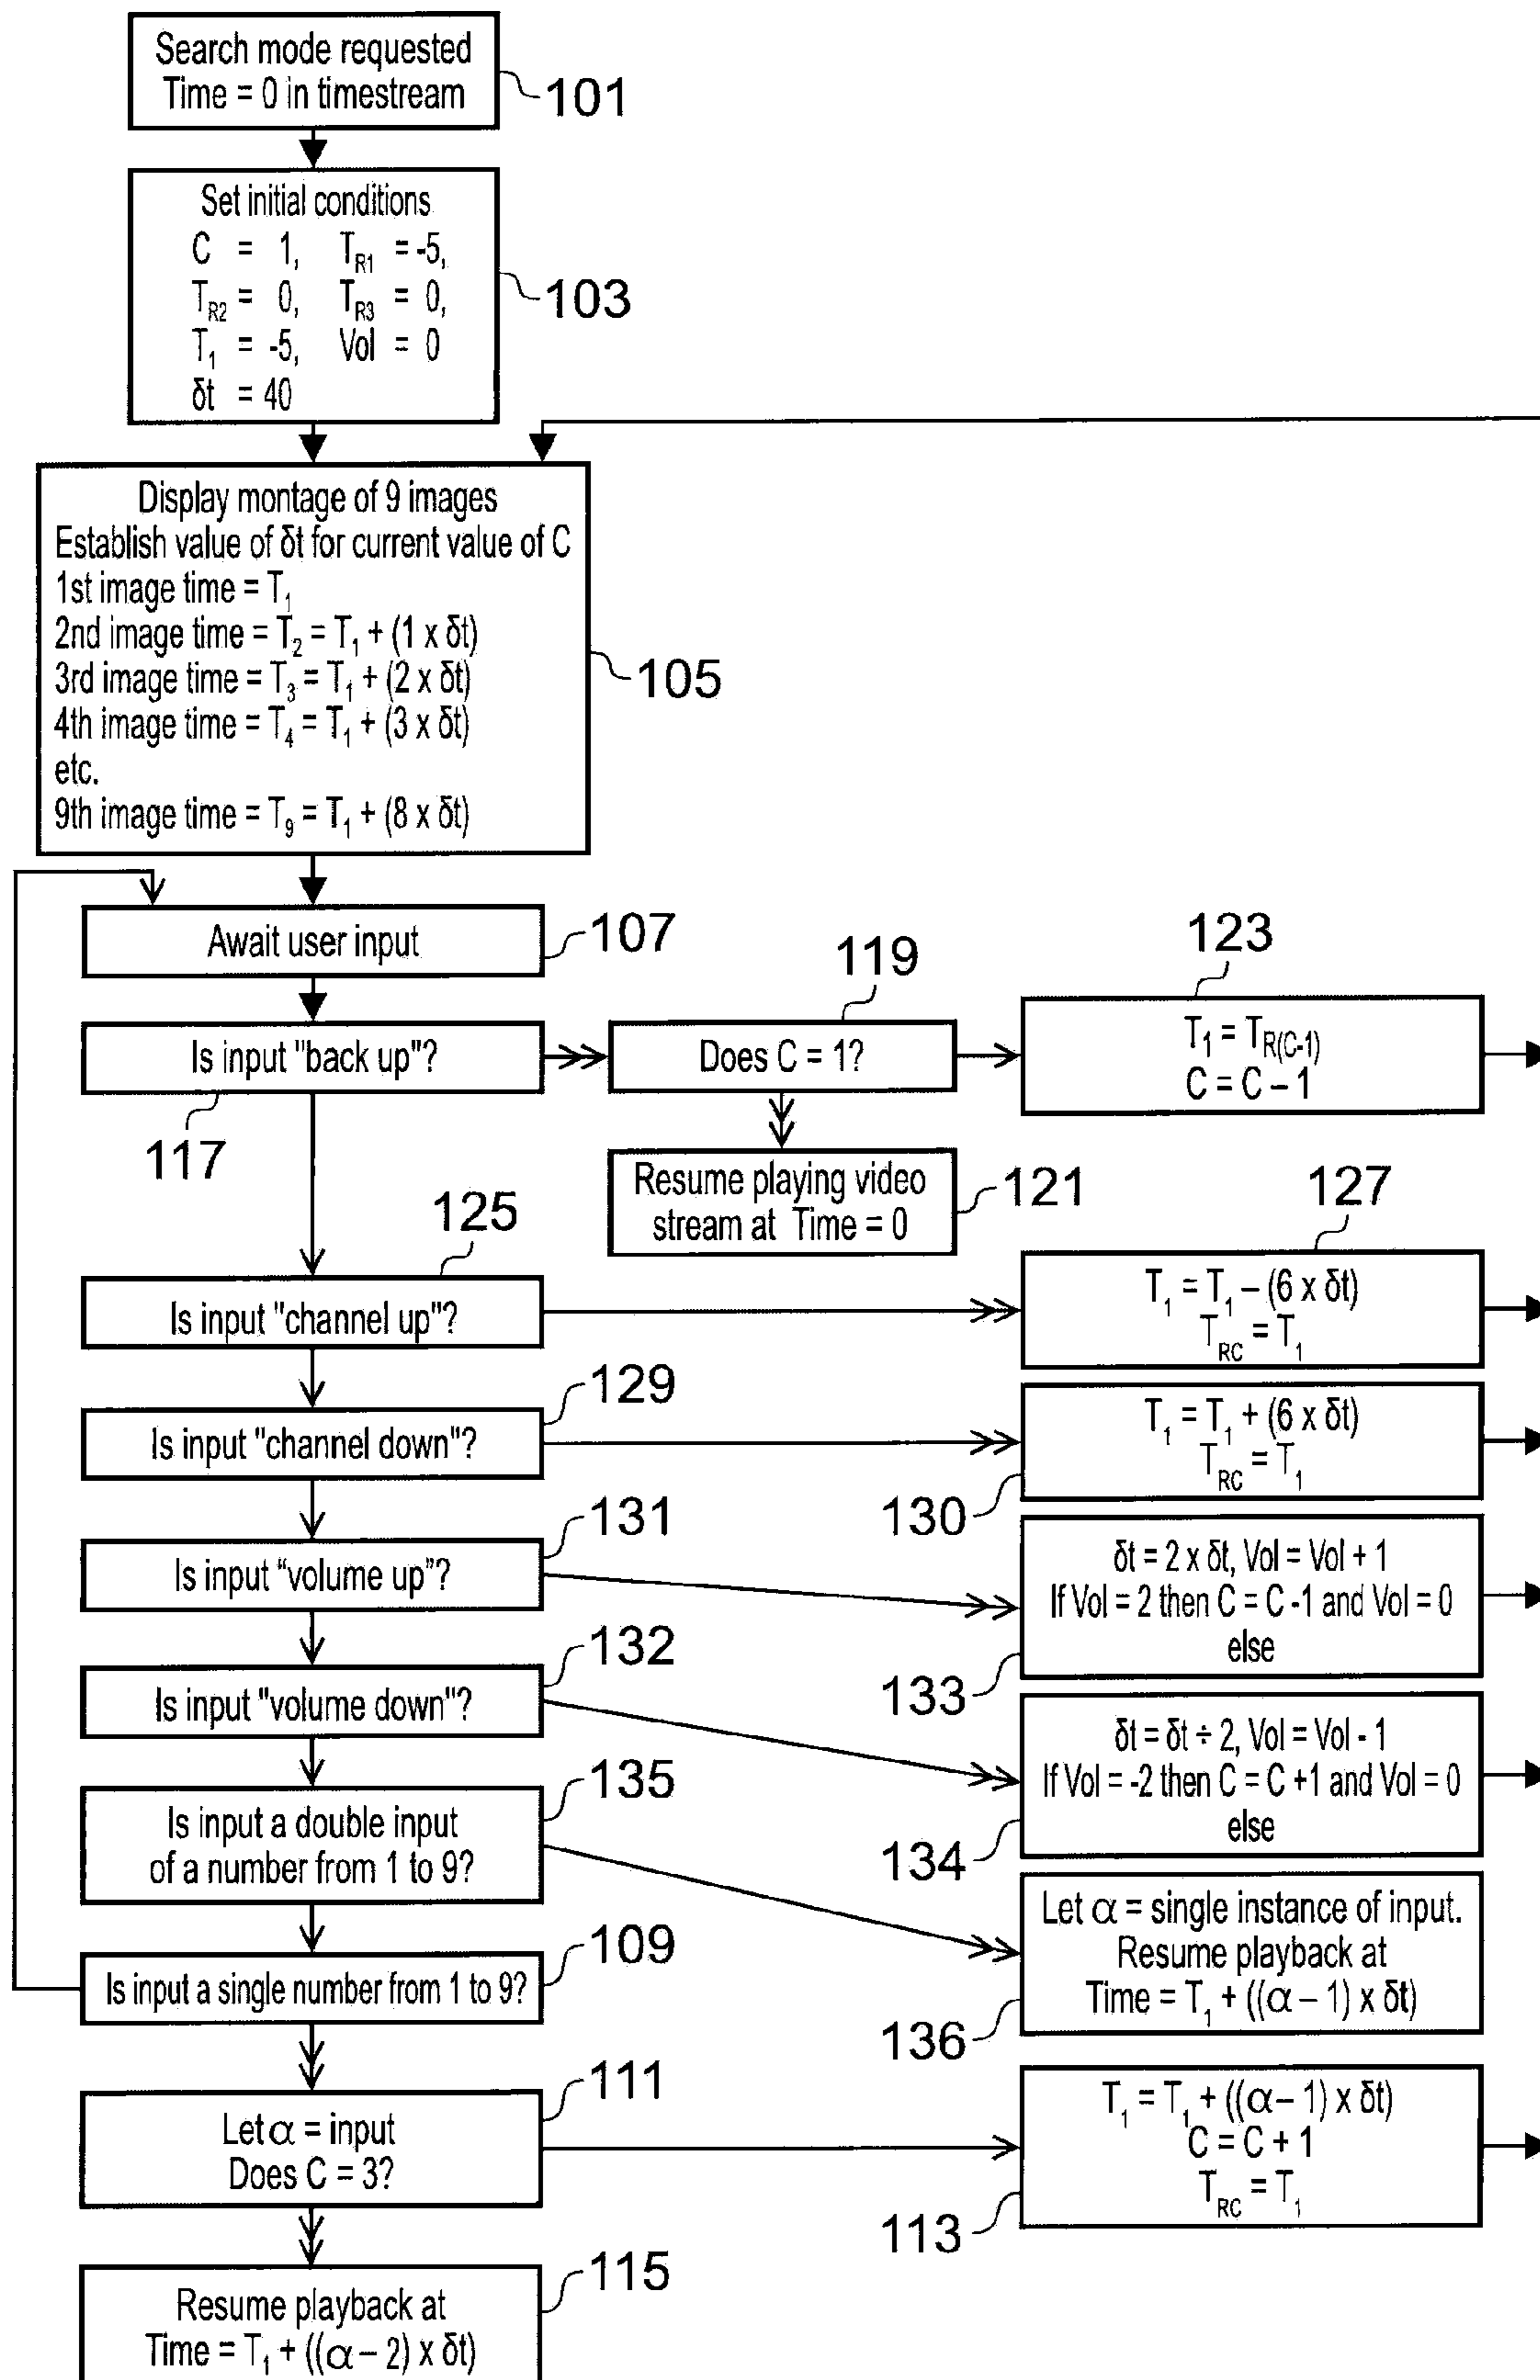 Search mode requested
Time = 0 in timestream
101
Set initial conditions
C = 1, T_R1 = -5,
T_R2 = 0, T_R3 = 0,
T_1 = -5, Vol = 0
δt = 40
103
Display montage of 9 images
Establish value of δt for current value of C
1st image time = T_1
2nd image time = T_2 = T_1 + (1 x δt)
3rd image time = T_3 = T_1 + (2 x δt)
4th image time = T_4 = T_1 + (3 x δt)
etc.
9th image time = T_9 = T_1 + (8 x δt)
105
Await user input
107
Is input "back up"?
117
119
Does C = 1?
123
T_1 = T_R(C-1)
C = C – 1
Resume playing video
stream at Time = 0
121
125
Is input "channel up"?
127
T_1 = T_1 – (6 x δt)
T_RC = T_1
129
Is input "channel down"?
T_1 = T_1 + (6 x δt)
T_RC = T_1
130
131
Is input “volume up”?
δt = 2 x δt, Vol = Vol + 1
If Vol = 2 then C = C -1 and Vol = 0
else
133
132
Is input "volume down"?
δt = δt ÷ 2, Vol = Vol - 1
If Vol = -2 then C = C +1 and Vol = 0
else
134
135
Is input a double input
of a number from 1 to 9?
Let α = single instance of input.
Resume playback at
Time = T_1 + ((α – 1) x δt)
136
109
Is input a single number from 1 to 9?
111
Let α = input
Does C = 3?
T_1 = T_1 + ((α – 1) x δt)
C = C + 1
T_RC = T_1
113
115
Resume playback at
Time = T_1 + ((α – 2) x δt)